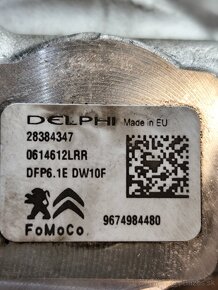 DELPHI Made in EU
28384347
0614612LRR
DFP6.1E DW10F
FoMoCo 9674984480